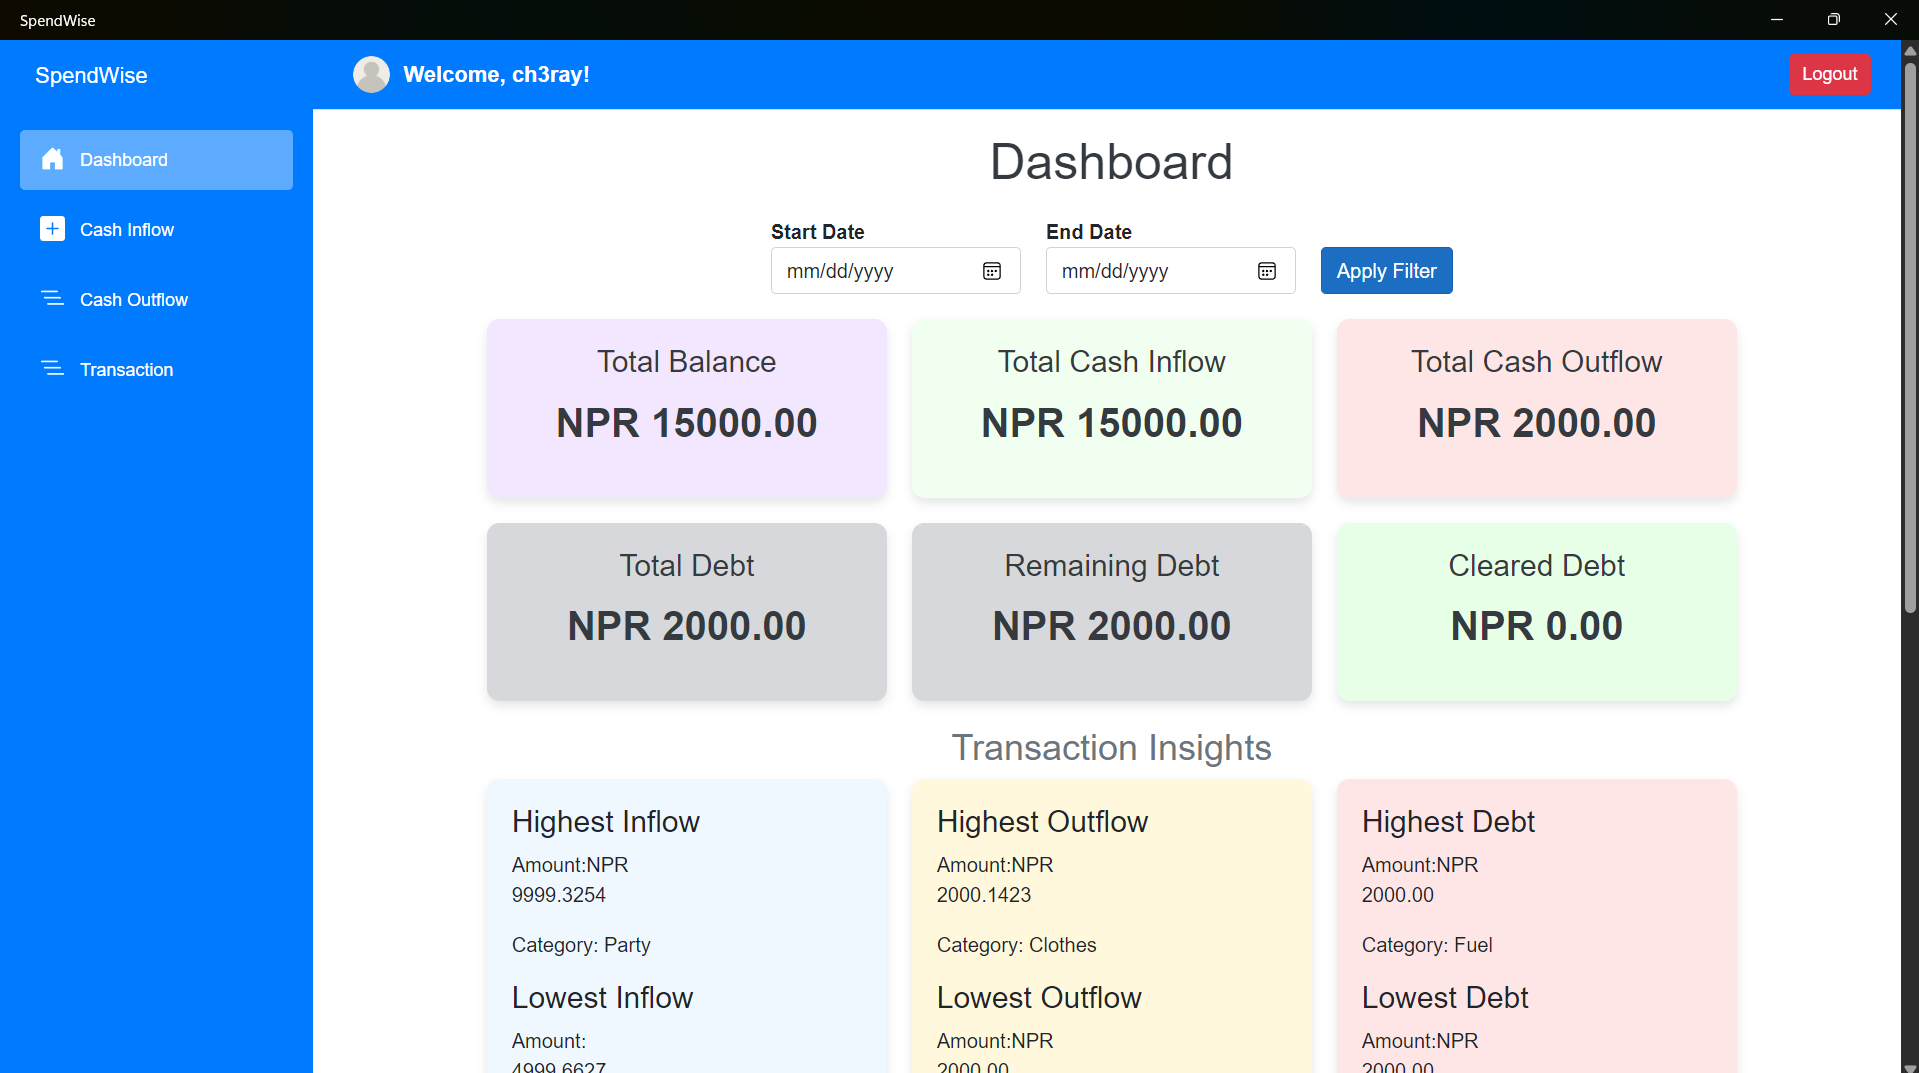 SpendWise
SpendWise
Welcome, ch3ray!
Logout
Dashboard
Cash Inflow
Cash Outflow
Transaction
Dashboard
Start Date
End Date
mm/dd/yyyy
mm/dd/yyyy
Apply Filter
Total Balance
NPR 15000.00
Total Cash Inflow
NPR 15000.00
Total Cash Outflow
NPR 2000.00
Total Debt
NPR 2000.00
Remaining Debt
NPR 2000.00
Cleared Debt
NPR 0.00
Transaction Insights
Highest Inflow
Amount:NPR
9999.3254
Category: Party
Lowest Inflow
Amount:
4999.6627
Highest Outflow
Amount:NPR
2000.1423
Category: Clothes
Lowest Outflow
Amount:NPR
2000.00
Highest Debt
Amount:NPR
2000.00
Category: Fuel
Lowest Debt
Amount:NPR
2000.00